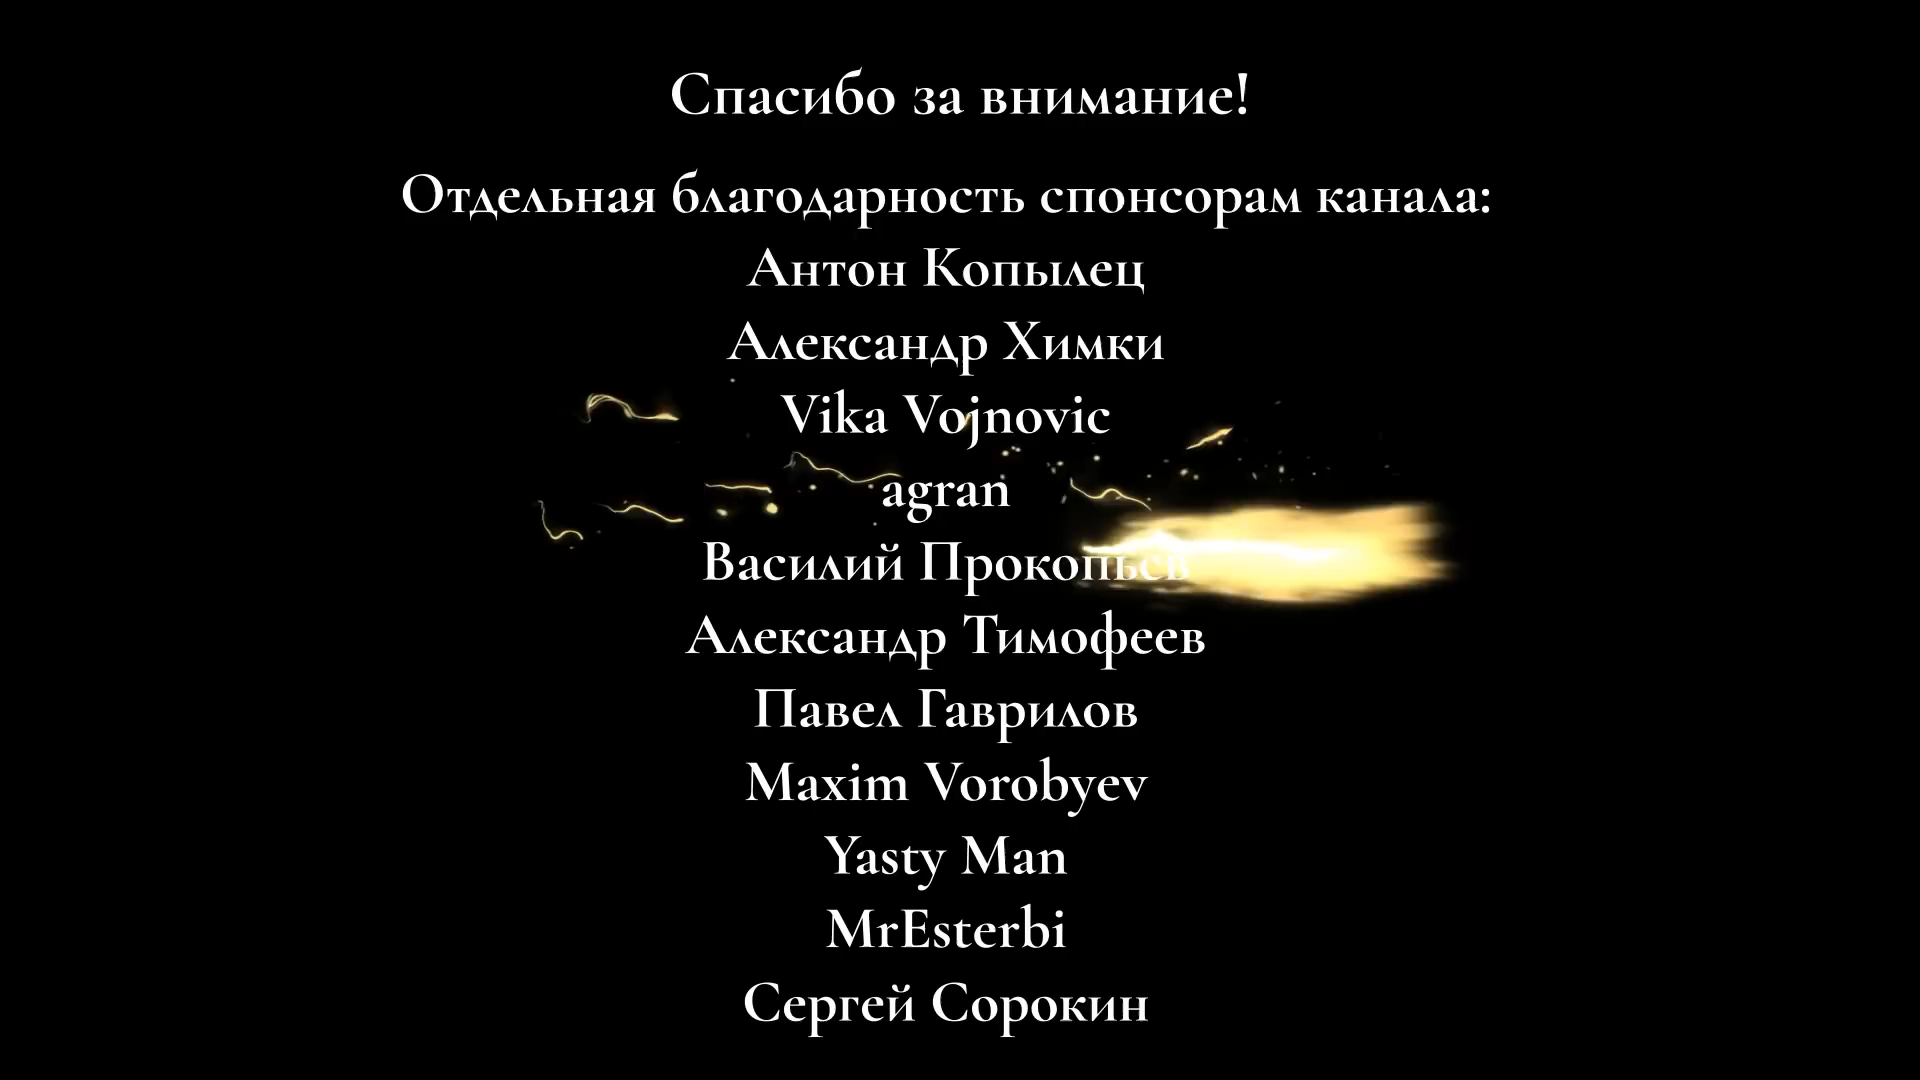 Спасибо за внимание!
Отдельная благодарность спонсорам канала:
Антон Копылец
Александр Химки
Vika Vojnovic
agran
Василий Прокопьев
Александр Тимофеев
Павел Гаврилов
Maxim Vorobyev
Yasty Man
MrEsterbi
Сергей Сорокин